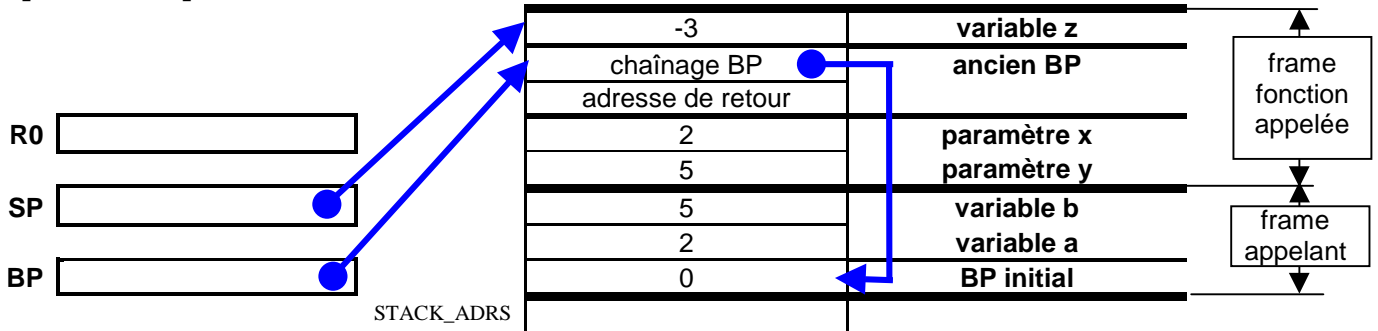 -3 variable z
chaînage BP ancien BP
adresse de retour
2 paramètre x
5 paramètre y
5 variable b
2 variable a
0 BP initial
R0
SP
BP
STACK_ADRS
frame
fonction
appelée
frame
appelant